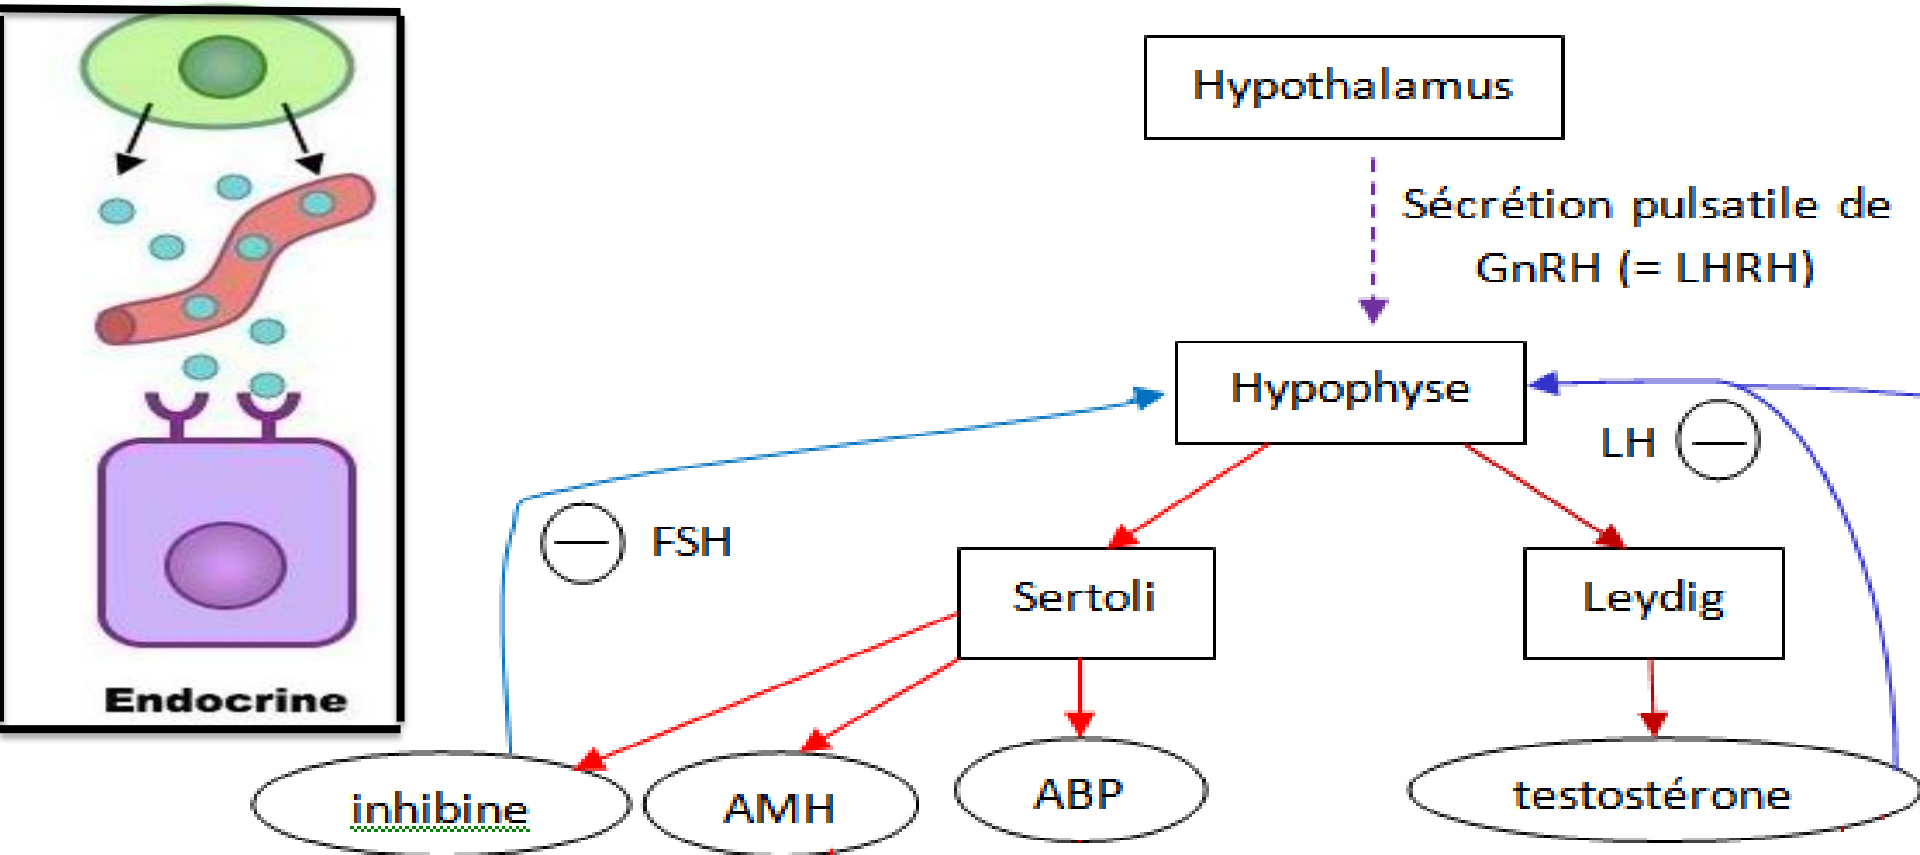 Hypothalamus
Sécrétion pulsatile de
GnRH (= LHRH)
Hypophyse
LH
FSH
Sertoli
Leydig
Endocrine
inhibine
AMH
ABP
testostérone